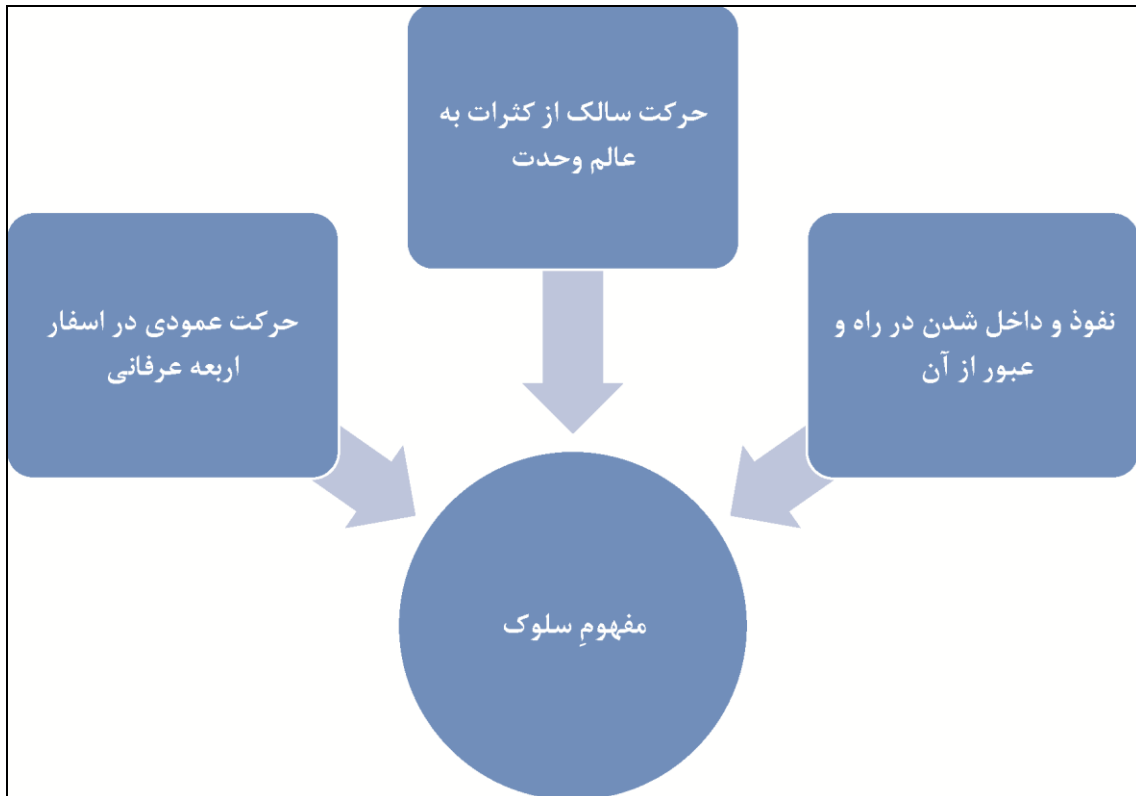 حرکت سالک از کثرات به
عالم وحدت
نفوذ و داخل شدن در راه و
عبور از آن
حرکت عمودی در اسفار
اربعه عرفانی
مفهومِ سلوک